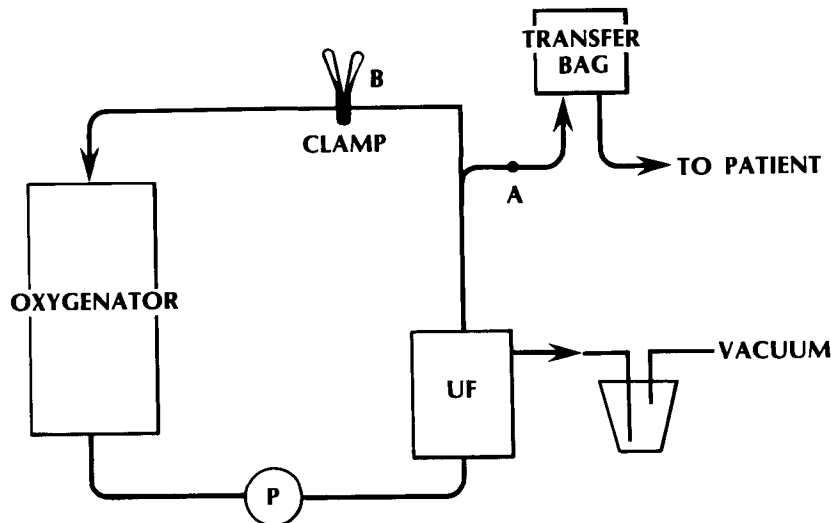 TRANSFER
BAG
B
CLAMP
TO PATIENT
A
OXYGENATOR
VACUUM
UF
P